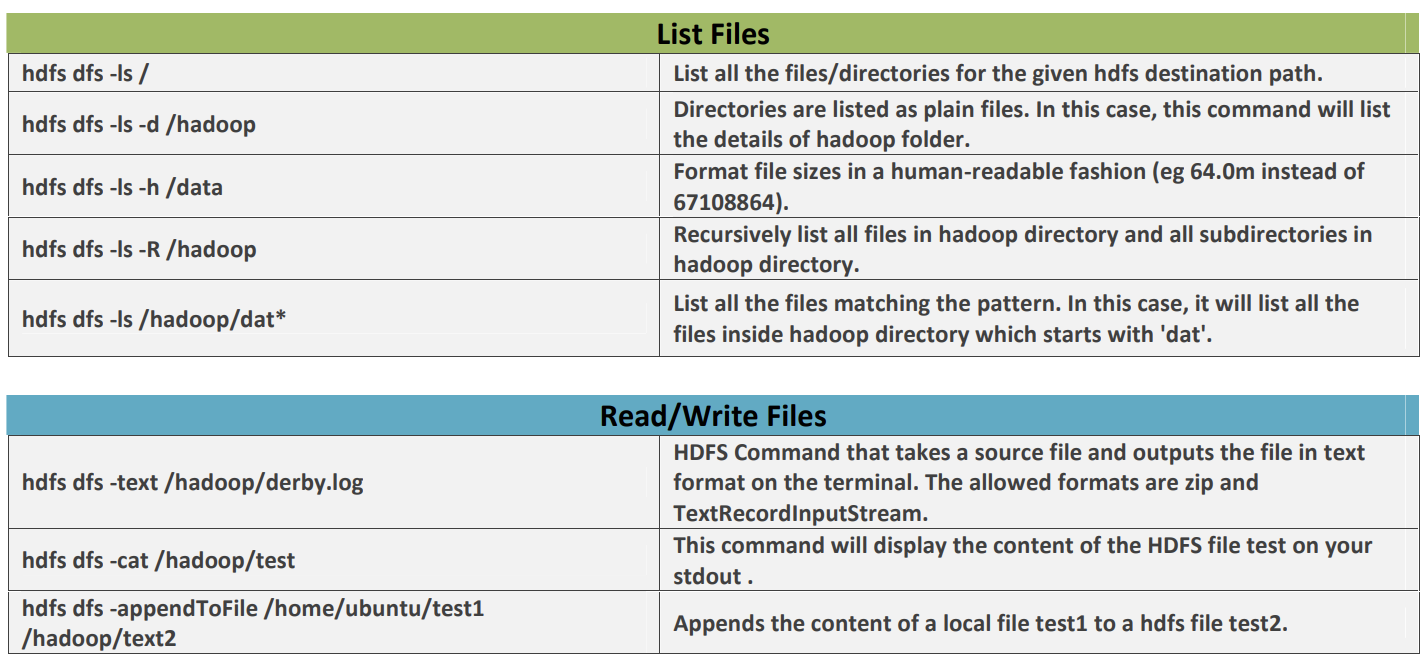 List Files
hdfs dfs -ls /
List all the files/directories for the given hdfs destination path.
hdfs dfs -ls -d /hadoop
Directories are listed as plain files. In this case, this command will list
the details of hadoop folder.
hdfs dfs -ls -h /data
Format file sizes in a human-readable fashion (eg 64.0m instead of
67108864).
hdfs dfs -ls -R /hadoop
Recursively list all files in hadoop directory and all subdirectories in
hadoop directory.
hdfs dfs -ls /hadoop/dat*
List all the files matching the pattern. In this case, it will list all the
files inside hadoop directory which starts with 'dat'.
Read/Write Files
hdfs dfs -text /hadoop/derby.log
HDFS Command that takes a source file and outputs the file in text
format on the terminal. The allowed formats are zip and
TextRecordInputStream.
hdfs dfs -cat /hadoop/test
This command will display the content of the HDFS file test on your
stdout .
hdfs dfs -appendToFile /home/ubuntu/test1
/hadoop/text2
Appends the content of a local file test1 to a hdfs file test2.